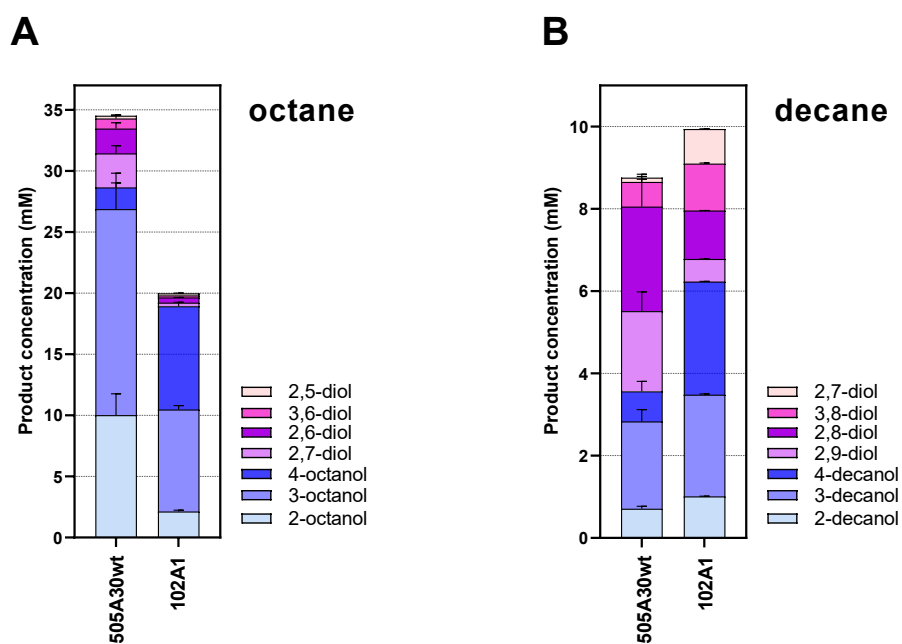 A
octane
Product concentration (mM)
35
30
25
20
15
10
5
0
505A30wt
102A1
2,5-diol
3,6-diol
2,6-diol
2,7-diol
4-octanol
3-octanol
2-octanol
B
decane
Product concentration (mM)
10
8
6
4
2
0
505A30wt
102A1
2,7-diol
3,8-diol
2,8-diol
2,9-diol
4-decanol
3-decanol
2-decanol